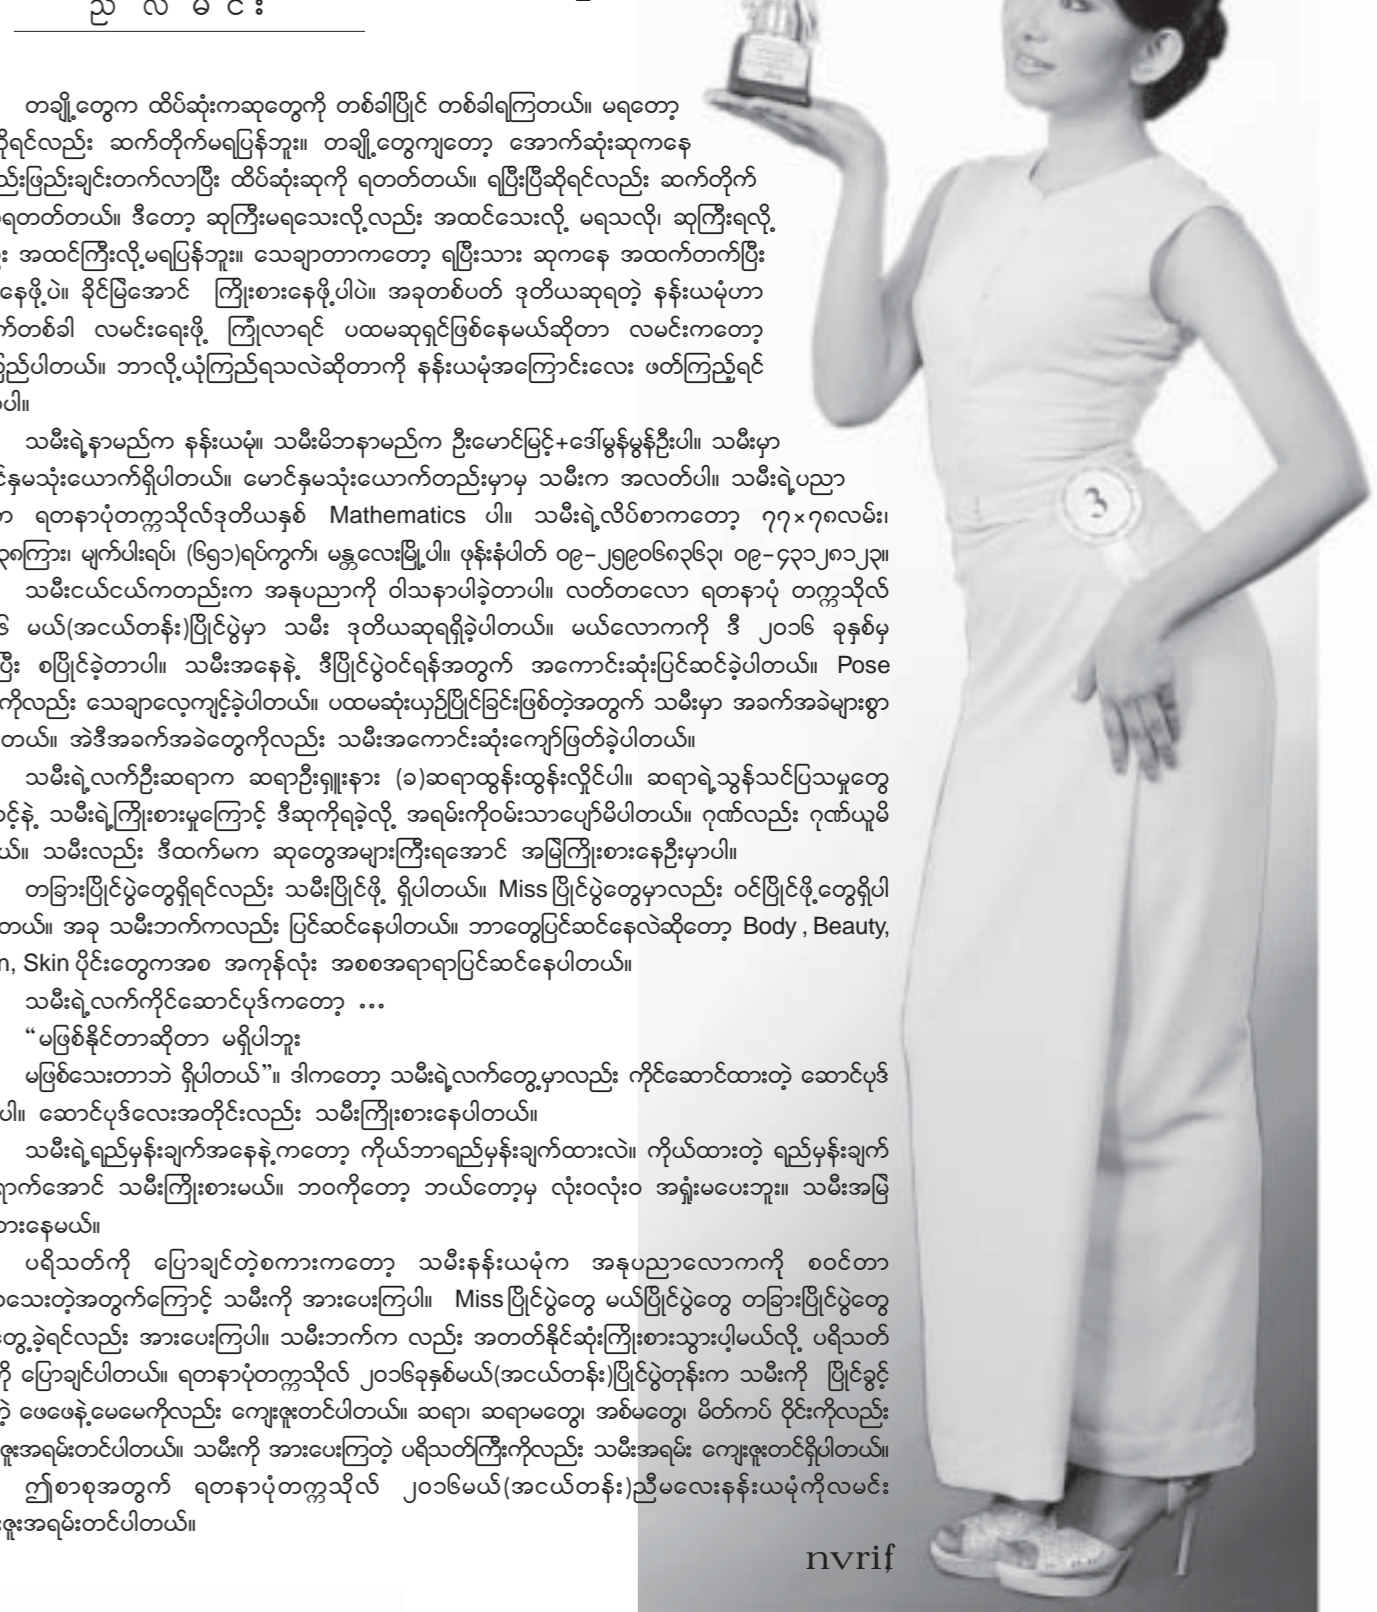 ည လ မင်း
တချို့တွေက ထိပ်ဆုံးကဆုတွေကို တစ်ခါပြိုင် တစ်ခါရကြတယ်။ မရတော့
ဆိုရင်လည်း ဆက်တိုက်မရပြန်ဘူး။ တချို့တွေကျတော့ အောက်ဆုံးဆုကနေ
ဖြည်းဖြည်းချင်းတက်လာပြီး ထိပ်ဆုံးဆုကို ရတတ်တယ်။ ရပြီးပြီဆိုရင်လည်း ဆက်တိုက်
ရတတ်တယ်။ ဒီတော့ ဆုကြီးမရသေးလို့လည်း အထင်သေးလို့ မရသလို၊ ဆုကြီးရလို့
အထင်ကြီးလို့မရပြန်ဘူး။ သေချာတာကတော့ ရပြီးသား ဆုကနေ အထက်တက်ပြီး
နေဖို့ပဲ။ ခိုင်မြဲအောင် ကြိုးစားနေဖို့ပါပဲ။ အခုတစ်ပတ် ဒုတိယဆုရတဲ့ နန်းယမုံဟာ
က်တစ်ခါ လမင်းရေးဖို့ ကြုံလာရင် ပထမဆုရှင်ဖြစ်နေမယ်ဆိုတာ လမင်းကတော့
ကြည်ပါတယ်။ ဘာလို့ယုံကြည်ရသလဲဆိုတာကို နန်းယမုံအကြောင်းလေး ဖတ်ကြည့်ရင်
ပါ။
သမီးရဲ့နာမည်က နန်းယမုံ။ သမီးမိဘနာမည်က ဦးမောင်မြင့်+ဒေါ်မွန်မွန်ဦးပါ။ သမီးမှာ
င်နှမသုံးယောက်ရှိပါတယ်။ မောင်နှမသုံးယောက်တည်းမှာမှ သမီးက အလတ်ပါ။ သမီးရဲ့ပညာ
ရတနာပုံတက္ကသိုလ်ဒုတိယနှစ် Mathematics ပါ။ သမီးရဲ့လိပ်စာကတော့ ၇၇×၇၈လမ်း၊
၃၈ကြား၊ မျက်ပါးရပ်၊ (၆၅၁)ရပ်ကွက်၊ မန္တလေးမြို့ပါ။ ဖုန်းနံပါတ် ၀၉–၂၅၉၀၆၈၃၆၃၊ ၀၉–၄၃၁၂၈၁၂၃။
သမီးငယ်ငယ်ကတည်းက အနုပညာကို ဝါသနာပါခဲ့တာပါ။ လတ်တလော ရတနာပုံ တက္ကသိုလ်
၆ မယ်(အငယ်တန်း)ပြိုင်ပွဲမှာ သမီး ဒုတိယဆုရရှိခဲ့ပါတယ်။ မယ်လောကကို ဒီ ၂၀၁၆ ခုနှစ်မှ
ပြီး စပြိုင်ခဲ့တာပါ။ သမီးအနေနဲ့ ဒီပြိုင်ပွဲဝင်ရန်အတွက် အကောင်းဆုံးပြင်ဆင်ခဲ့ပါတယ်။ Pose
ကိုလည်း သေချာလေ့ကျင့်ခဲ့ပါတယ်။ ပထမဆုံးယှဉ်ပြိုင်ခြင်းဖြစ်တဲ့အတွက် သမီးမှာ အခက်အခဲများစွာ
တယ်။ အဲဒီအခက်အခဲတွေကိုလည်း သမီးအကောင်းဆုံးကျော်ဖြတ်ခဲ့ပါတယ်။
သမီးရဲ့လက်ဦးဆရာက ဆရာဦးရှူးနား (ခ)ဆရာထွန်းထွန်းလှိုင်ပါ။ ဆရာရဲ့သွန်သင်ပြသမှုတွေ
င့်နဲ့ သမီးရဲ့ကြိုးစားမှုကြောင့် ဒီဆုကိုရခဲ့လို့ အရမ်းကိုဝမ်းသာပျော်မိပါတယ်။ ဂုဏ်လည်း ဂုဏ်ယူမိ
ယ်။ သမီးလည်း ဒီထက်မက ဆုတွေအများကြီးရအောင် အမြဲကြိုးစားနေဦးမှာပါ။
တခြားပြိုင်ပွဲတွေရှိရင်လည်း သမီးပြိုင်ဖို့ ရှိပါတယ်။ Miss ပြိုင်ပွဲတွေမှာလည်း ဝင်ပြိုင်ဖို့တွေရှိပါ
တယ်။ အခု သမီးဘက်ကလည်း ပြင်ဆင်နေပါတယ်။ ဘာတွေပြင်ဆင်နေလဲဆိုတော့ Body , Beauty,
n, Skin ပိုင်းတွေကအစ အကုန်လုံး အစစအရာရာပြင်ဆင်နေပါတယ်။
သမီးရဲ့လက်ကိုင်ဆောင်ပုဒ်ကတော့ ...
“မဖြစ်နိုင်တာဆိုတာ မရှိပါဘူး
မဖြစ်သေးတာဘဲ ရှိပါတယ်”။ ဒါကတော့ သမီးရဲ့လက်တွေ့မှာလည်း ကိုင်ဆောင်ထားတဲ့ ဆောင်ပုဒ်
ပါ။ ဆောင်ပုဒ်လေးအတိုင်းလည်း သမီးကြိုးစားနေပါတယ်။
သမီးရဲ့ရည်မှန်းချက်အနေနဲ့ကတော့ ကိုယ်ဘာရည်မှန်းချက်ထားလဲ။ ကိုယ်ထားတဲ့ ရည်မှန်းချက်
ရာက်အောင် သမီးကြိုးစားမယ်။ ဘဝကိုတော့ ဘယ်တော့မှ လုံးဝလုံးဝ အရှုံးမပေးဘူး။ သမီးအမြဲ
စားနေမယ်။
ပရိသတ်ကို ပြောချင်တဲ့စကားကတော့ သမီးနန်းယမုံက အနုပညာလောကကို စဝင်တာ
သေးတဲ့အတွက်ကြောင့် သမီးကို အားပေးကြပါ။ Miss ပြိုင်ပွဲတွေ မယ်ပြိုင်ပွဲတွေ တခြားပြိုင်ပွဲတွေ
တွေ့ခဲ့ရင်လည်း အားပေးကြပါ။ သမီးဘက်က လည်း အတတ်နိုင်ဆုံးကြိုးစားသွားပါ့မယ်လို့ ပရိသတ်
ကို ပြောချင်ပါတယ်။ ရတနာပုံတက္ကသိုလ် ၂၀၁၆ခုနှစ်မယ်(အငယ်တန်း)ပြိုင်ပွဲတုန်းက သမီးကို ပြိုင်ခွင့်
တဲ့ ဖေဖေနဲ့မေမေကိုလည်း ကျေးဇူးတင်ပါတယ်။ ဆရာ၊ ဆရာမတွေ၊ အစ်မတွေ၊ မိတ်ကပ် ဝိုင်းကိုလည်း
ဇူးအရမ်းတင်ပါတယ်။ သမီးကို အားပေးကြတဲ့ ပရိသတ်ကြီးကိုလည်း သမီးအရမ်း ကျေးဇူးတင်ရှိပါတယ်။
ဤစာစုအတွက် ရတနာပုံတက္ကသိုလ် ၂၀၁၆မယ်(အငယ်တန်း)ညီမလေးနန်းယမုံကိုလမင်း
ဇူးအရမ်းတင်ပါတယ်။
nvrif
3